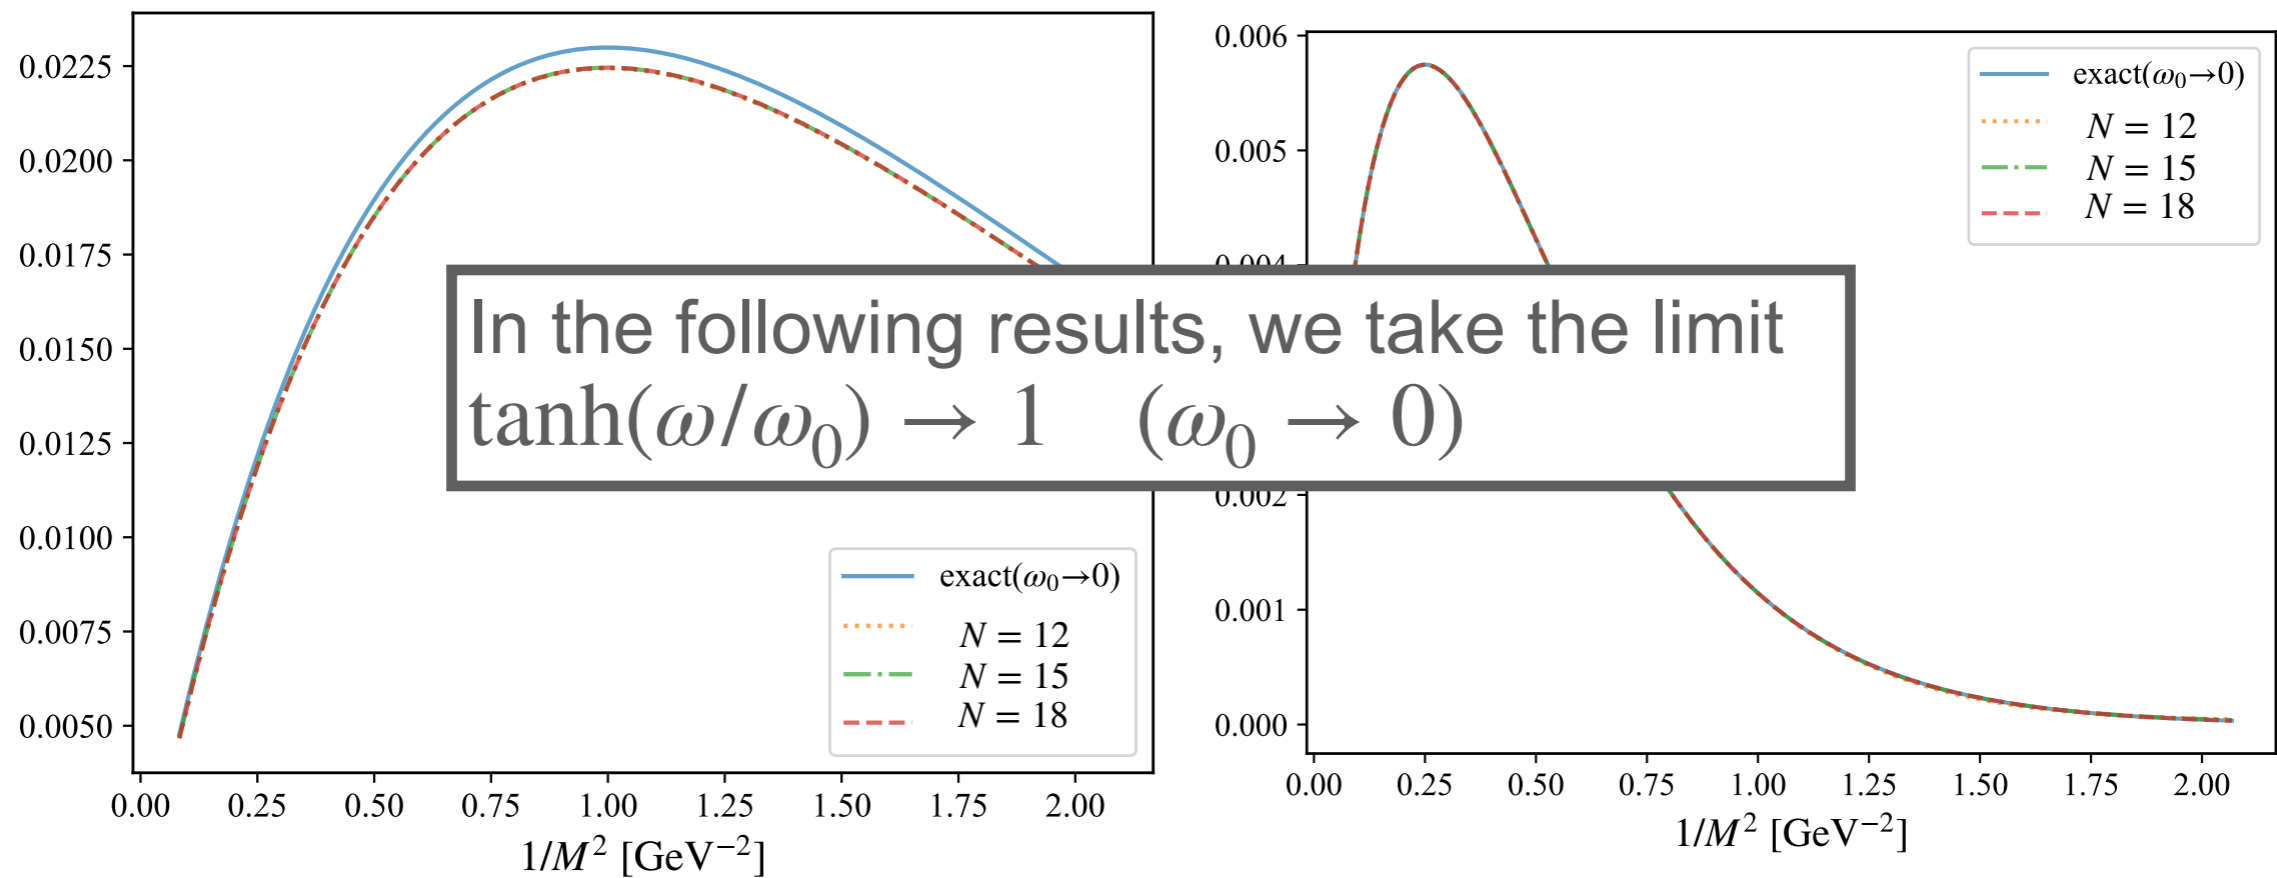 0.0225
0.0200
0.0175
0.0150
0.0125
0.0100
0.0075
0.0050
0.00 0.25 0.50 0.75 1.00 1.25 1.50 1.75 2.00
1/M² [GeV⁻²]
exact(ω₀→0)
N = 12
N = 15
N = 18
In the following results, we take the limit
tanh(ω/ω₀) → 1 (ω₀ → 0)
0.006
0.005
0.004
0.002
0.001
0.000
0.00 0.25 0.50 0.75 1.00 1.25 1.50 1.75 2.00
1/M² [GeV⁻²]
exact(ω₀→0)
N = 12
N = 15
N = 18